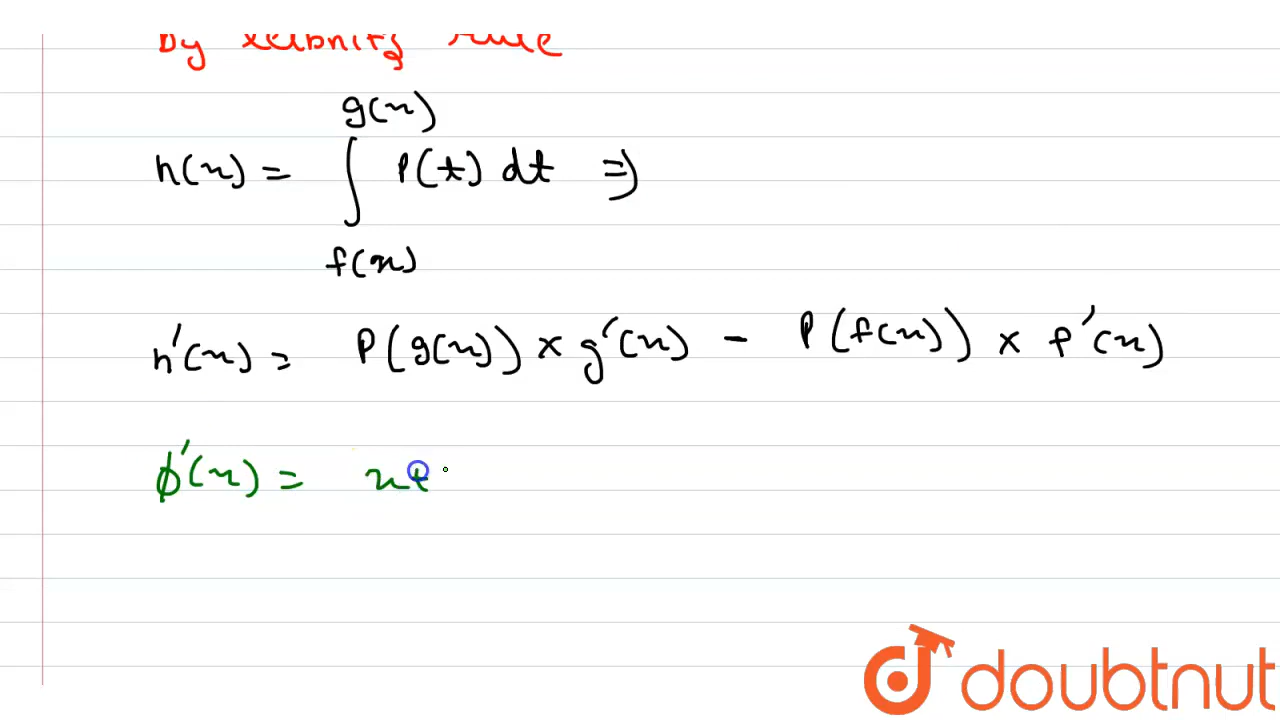 By leibnitz rule
g(x)
h(x) = ∫ P(t) dt ⇒
f(x)
h'(x) = P(g(x)) × g'(x) - P(f(x)) × f'(x)
ϕ'(x) = x
doubtnut